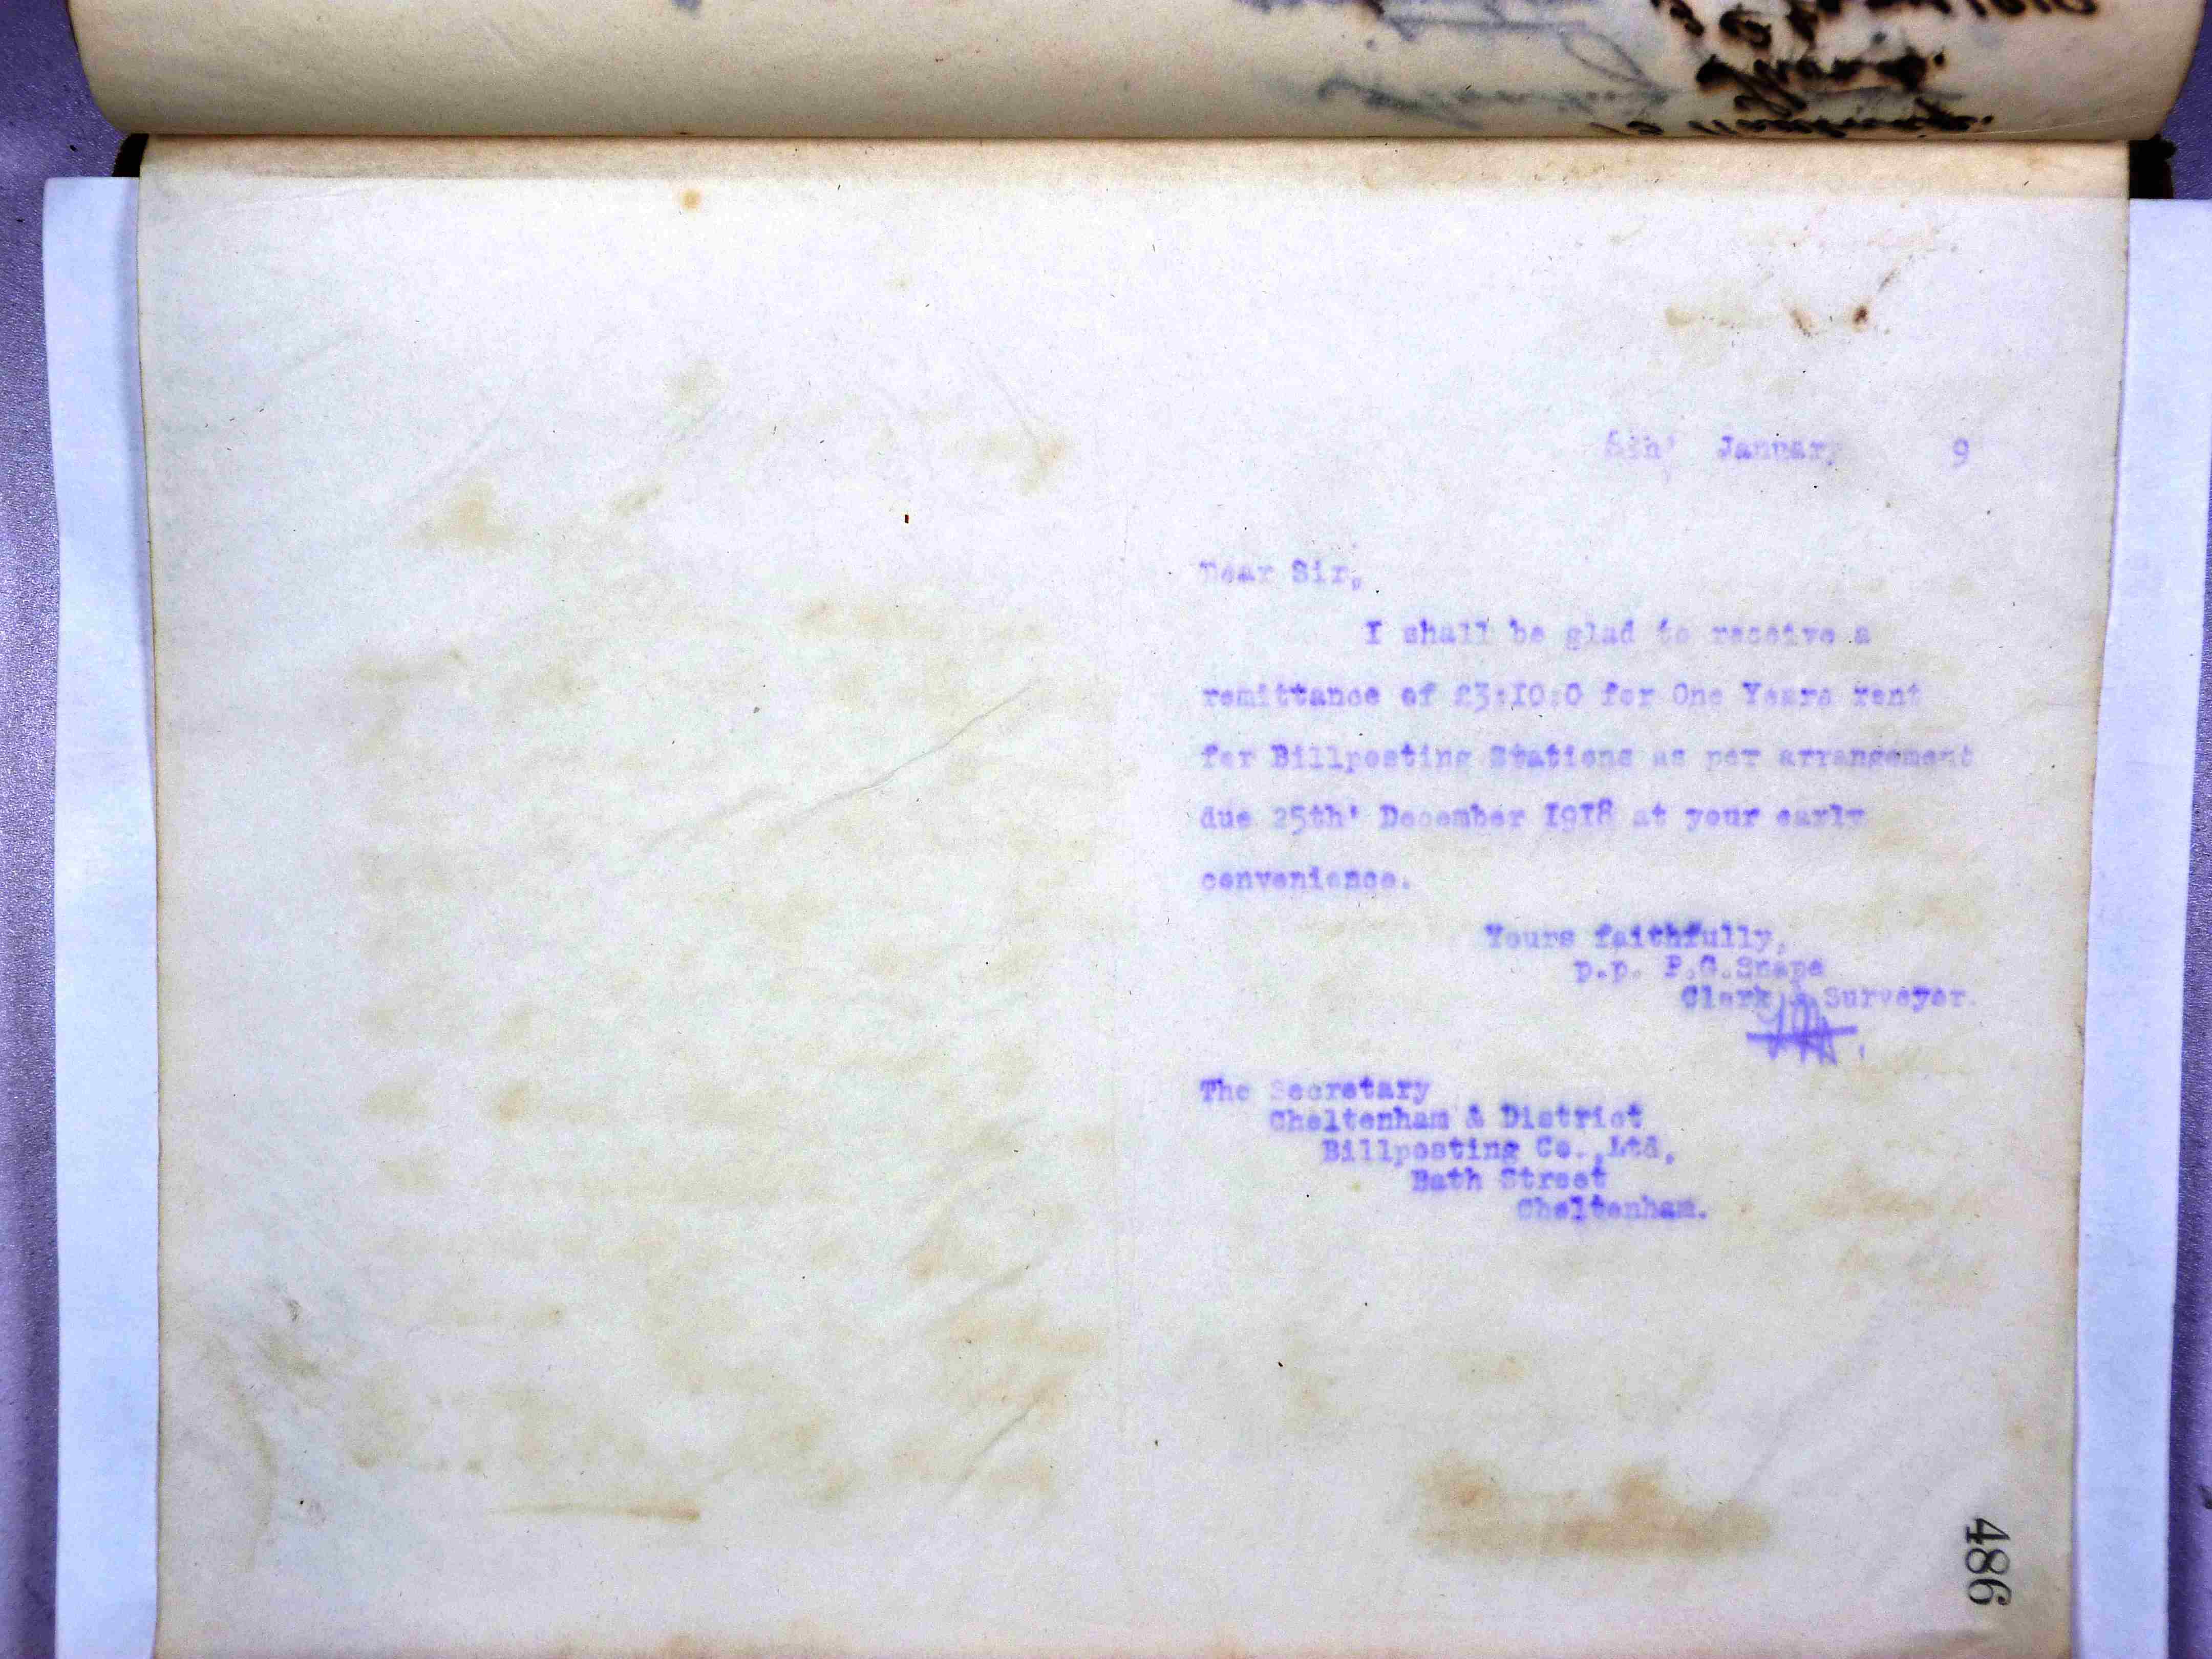 January 9
Dear Sir,
I shall be glad to receive a
remittance of £3:10:0 for One Years rent
for Billposting Stations as per arrangement
due 25th' December 1918 at your early
convenience.
Yours faithfully,
p.p. P.G.Snape
Clerk & Surveyor.
The Secretary
Cheltenham & District
Billposting Co.,Ltd,
Bath Street
Cheltenham.
486